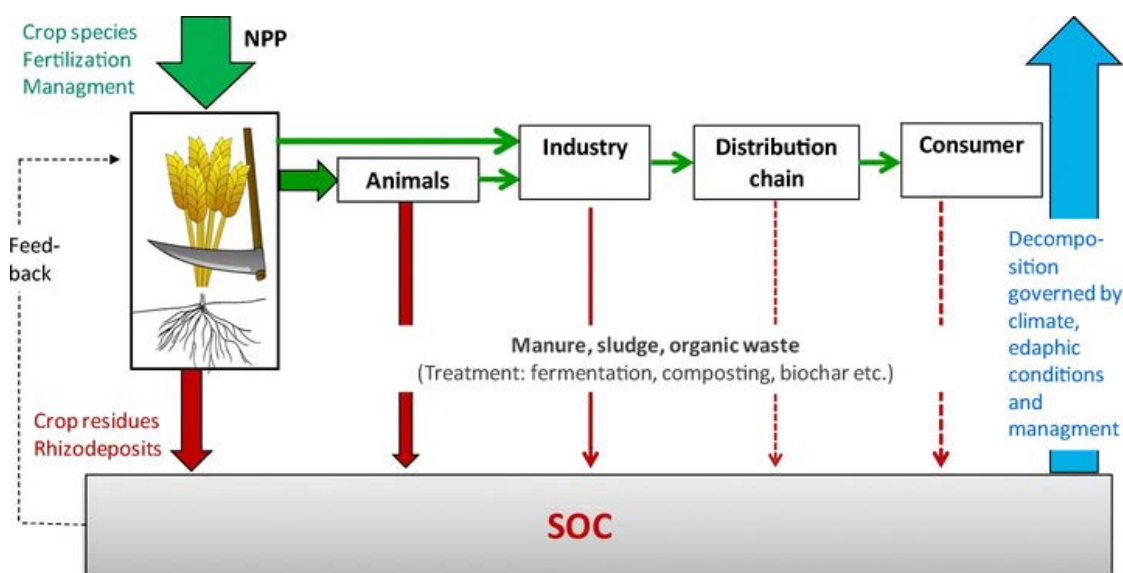 Crop species
Fertilization
Managment
NPP
Industry
Distribution
chain
Consumer
Animals
Feed-
back
Decompo-
sition
governed by
climate,
edaphic
conditions
and
managment
Manure, sludge, organic waste
(Treatment: fermentation, composting, biochar etc.)
Crop residues
Rhizodeposits
SOC